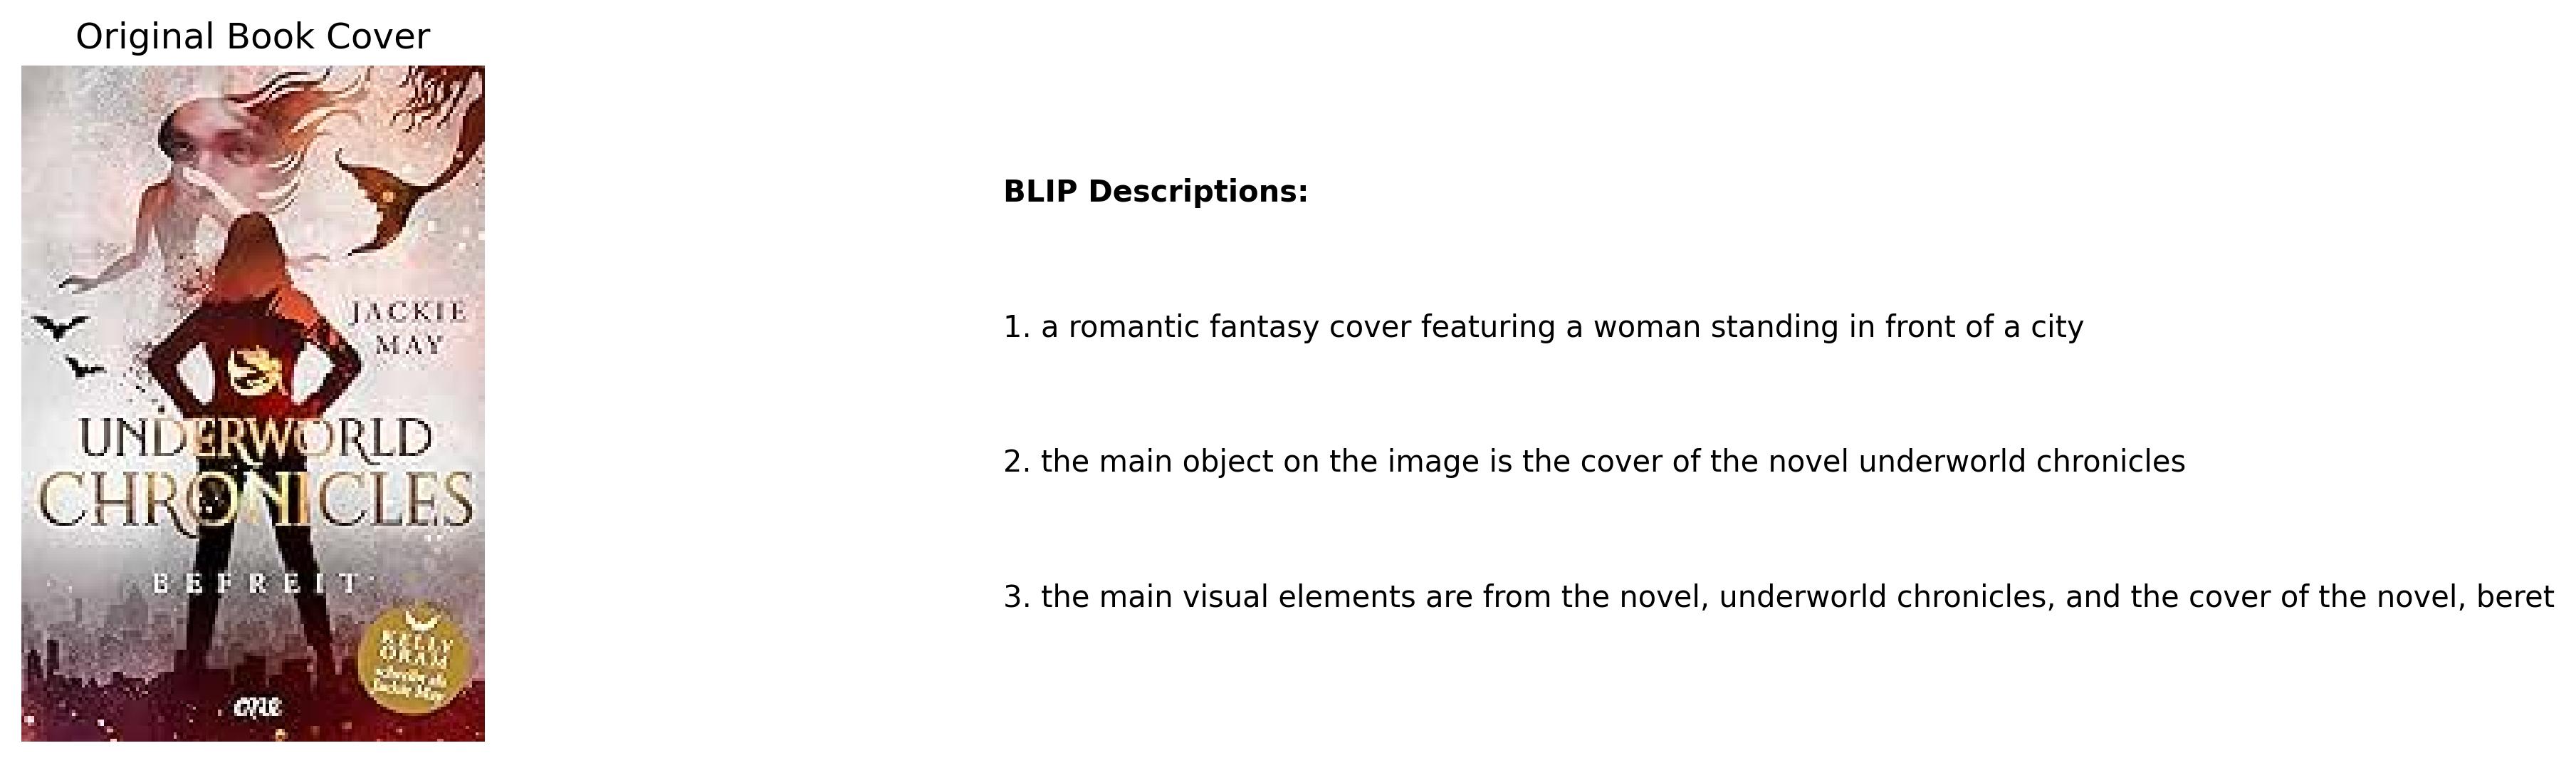 Original Book Cover
JACKIE
MAY
UNDERWORLD
CHRONICLES
BEFREIT
KELLY
ORAM
schreibt als
Jackie May
one
BLIP Descriptions:
1. a romantic fantasy cover featuring a woman standing in front of a city
2. the main object on the image is the cover of the novel underworld chronicles
3. the main visual elements are from the novel, underworld chronicles, and the cover of the novel, beret